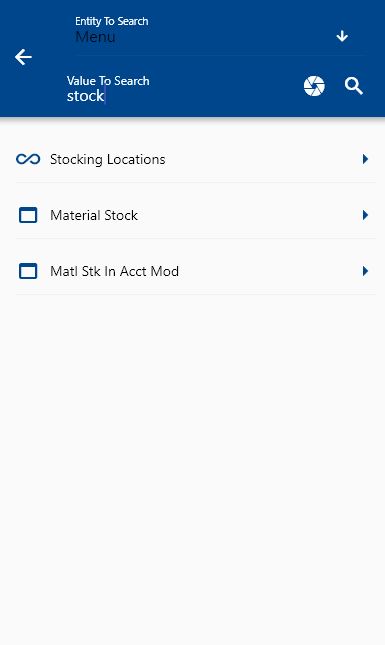 Entity To Search
Menu
Value To Search
stock
Stocking Locations
Material Stock
Matl Stk In Acct Mod